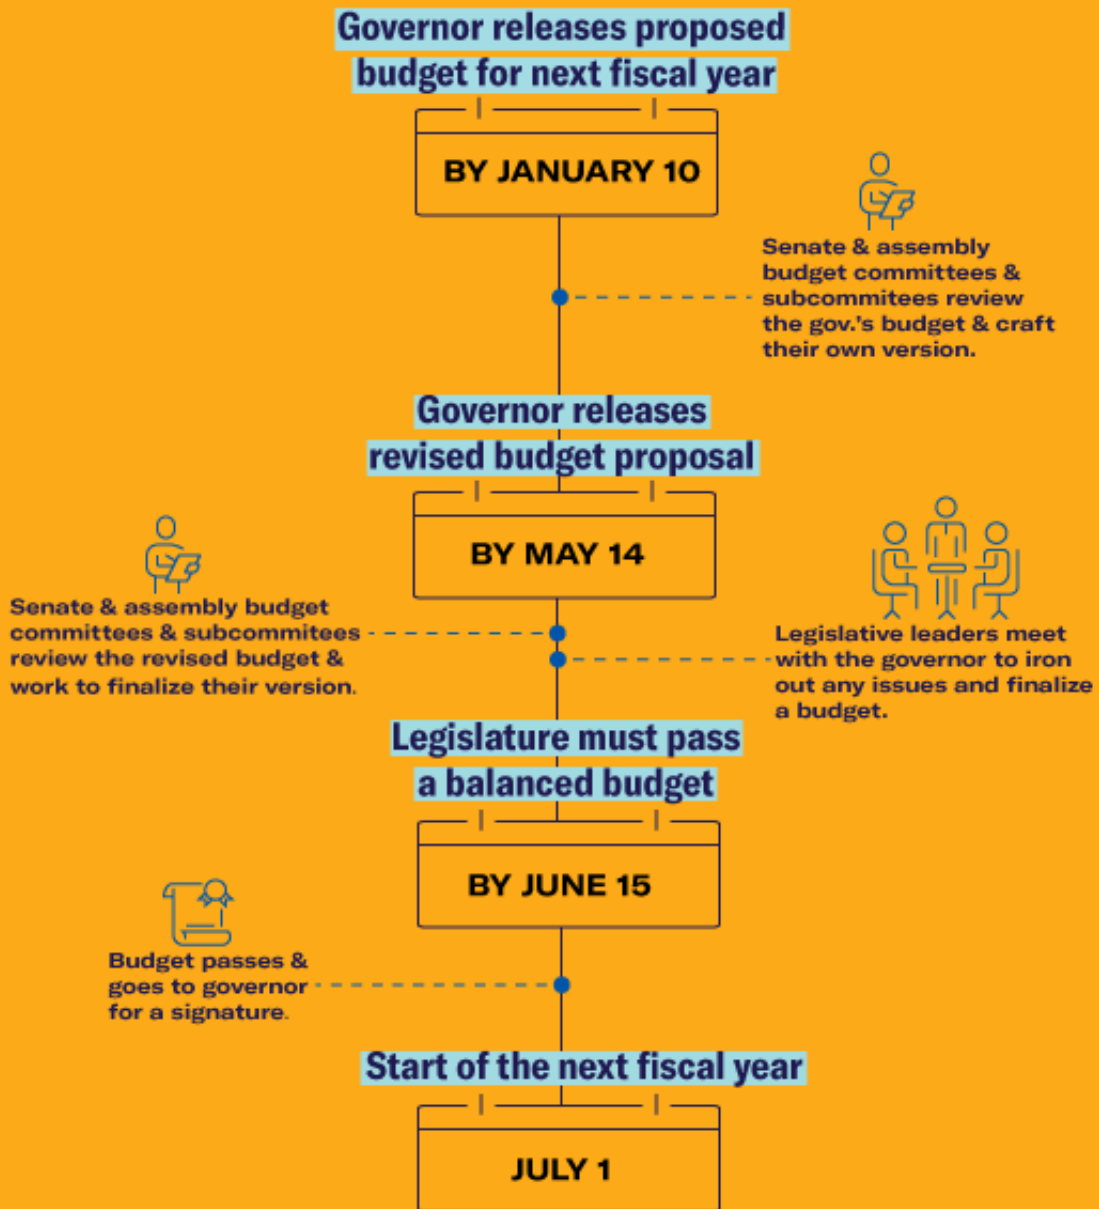 Governor releases proposed
budget for next fiscal year
BY JANUARY 10
Senate & assembly
budget committees &
subcommitees review
the gov.'s budget & craft
their own version.
Governor releases
revised budget proposal
BY MAY 14
Senate & assembly budget
committees & subcommitees
review the revised budget &
work to finalize their version.
Legislative leaders meet
with the governor to iron
out any issues and finalize
a budget.
Legislature must pass
a balanced budget
BY JUNE 15
Budget passes &
goes to governor
for a signature.
Start of the next fiscal year
JULY 1